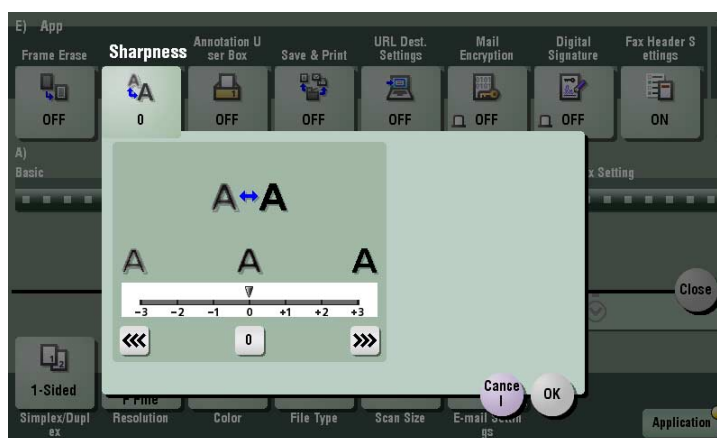 E) App
Frame Erase
Sharpness
Annotation U
ser Box
Save & Print
URL Dest.
Settings
Mail
Encryption
Digital
Signature
Fax Header S
ettings
OFF
0
OFF
OFF
OFF
OFF
OFF
ON
A)
Basic
x Setting
A A
A A A
-3 -2 -1 0 +1 +2 +3
0
Close
Cance
l
OK
1-Sided
Simplex/Dupl
ex
Resolution
Color
File Type
Scan Size
E-mail
gs
Application